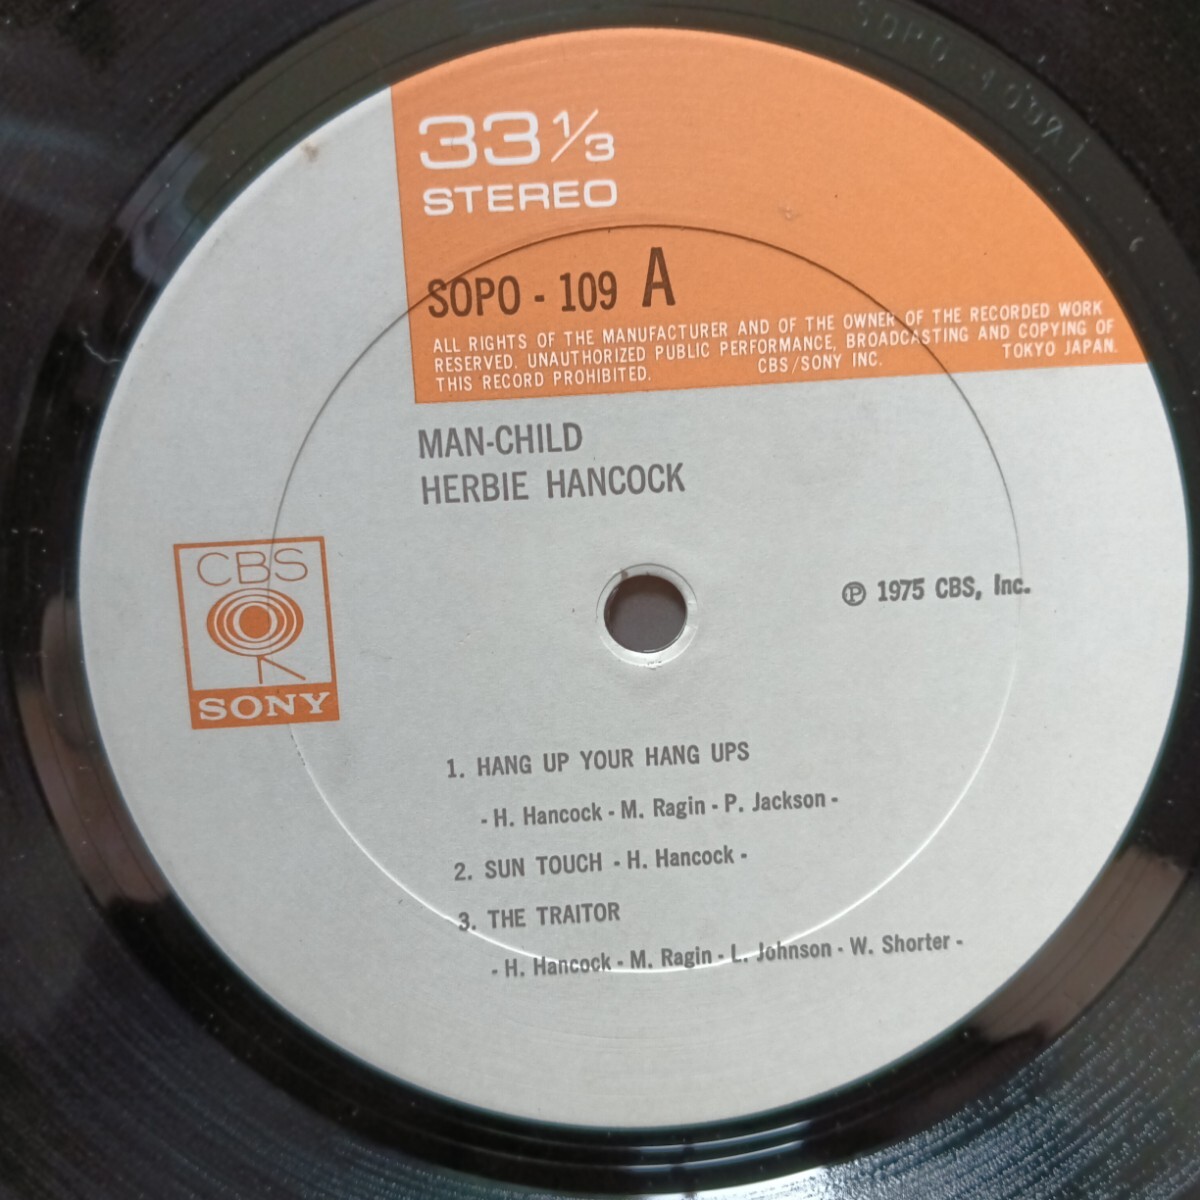 33 1/3
STEREO
SOPO - 109 A
ALL RIGHTS OF THE MANUFACTURER AND OF THE OWNER OF THE RECORDED WORK
RESERVED. UNAUTHORIZED PUBLIC PERFORMANCE, BROADCASTING AND COPYING OF
THIS RECORD PROHIBITED. CBS/SONY INC. TOKYO JAPAN.
MAN-CHILD
HERBIE HANCOCK
CBS
SONY
℗ 1975 CBS, Inc.
1. HANG UP YOUR HANG UPS
- H. Hancock - M. Ragin - P. Jackson -
2. SUN TOUCH - H. Hancock -
3. THE TRAITOR
- H. Hancock - M. Ragin - L. Johnson - W. Shorter -